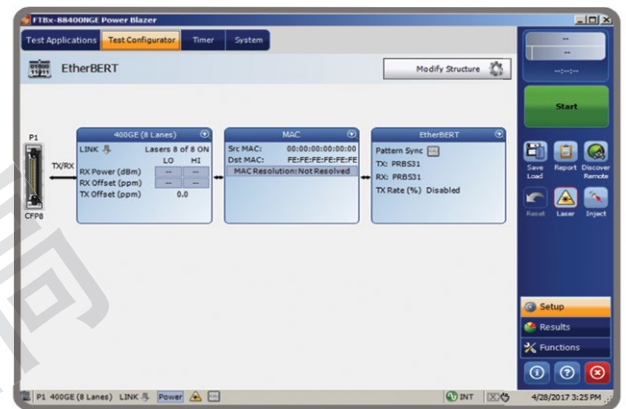 FTBx-88400NGE Power Blazer
Test Applications Test Configurator Timer System
EtherBERT
Modify Structure
--
--
--:--:--
Start
Save
Load
Report
Discover
Remote
Reset
Laser
Inject
P1
TX/RX
CFP8
400GE (8 Lanes)
LINK Lasers 8 of 8 ON
LO HI
RX Power (dBm) -- --
RX Offset (ppm) -- --
TX Offset (ppm) 0.0
MAC
Src MAC: 00:00:00:00:00:00
Dst MAC: FE:FE:FE:FE:FE:FE
MAC Resolution: Not Resolved
EtherBERT
Pattern Sync
TX: PRBS31
RX: PRBS31
TX Rate (%) Disabled
Setup
Results
Functions
P1 400GE (8 Lanes) LINK Power
INT
4/28/2017 3:25 PM